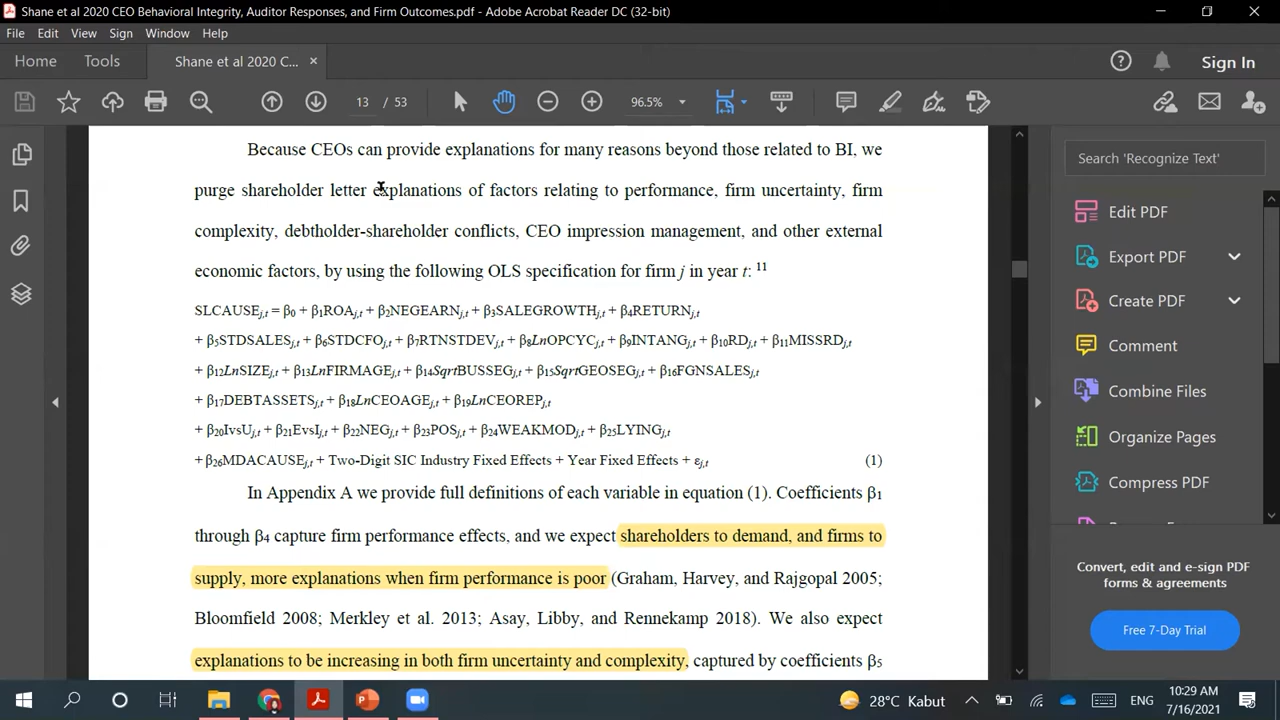 Shane et al 2020 CEO Behavioral Integrity, Auditor Responses, and Firm Outcomes.pdf - Adobe Acrobat Reader DC (32-bit)
File Edit View Sign Window Help
Home Tools Shane et al 2020 C... × Sign In
13 / 53 96.5%
Because CEOs can provide explanations for many reasons beyond those related to BI, we
purge shareholder letter explanations of factors relating to performance, firm uncertainty, firm
complexity, debtholder-shareholder conflicts, CEO impression management, and other external
economic factors, by using the following OLS specification for firm j in year t: 11
SLCAUSEj,t = β0 + β1ROAj,t + β2NEGEARNj,t + β3SALEGROWTHj,t + β4RETURNj,t
+ β5STDSALESj,t + β6STDCFOj,t + β7RTNSTDEVj,t + β8LnOPCYCj,t + β9INTANGj,t + β10RDj,t + β11MISSRDj,t
+ β12LnSIZEj,t + β13LnFIRMAGEj,t + β14SqrtBUSSEGj,t + β15SqrtGEOSEGj,t + β16FGNSALESj,t
+ β17DEBTASSETSj,t + β18LnCEOAGEj,t + β19LnCEOREPj,t
+ β20IvsUj,t + β21EvsIj,t + β22NEGj,t + β23POSj,t + β24WEAKMODj,t + β25LYINGj,t
+ β26MDACAUSEj,t + Two-Digit SIC Industry Fixed Effects + Year Fixed Effects + εj,t (1)
In Appendix A we provide full definitions of each variable in equation (1). Coefficients β1
through β4 capture firm performance effects, and we expect shareholders to demand, and firms to
supply, more explanations when firm performance is poor (Graham, Harvey, and Rajgopal 2005;
Bloomfield 2008; Merkley et al. 2013; Asay, Libby, and Rennekamp 2018). We also expect
explanations to be increasing in both firm uncertainty and complexity, captured by coefficients β5
Search 'Recognize Text'
Edit PDF
Export PDF
Create PDF
Comment
Combine Files
Organize Pages
Compress PDF
Convert, edit and e-sign PDF
forms & agreements
Free 7-Day Trial
28°C Kabut ENG 10:29 AM
7/16/2021